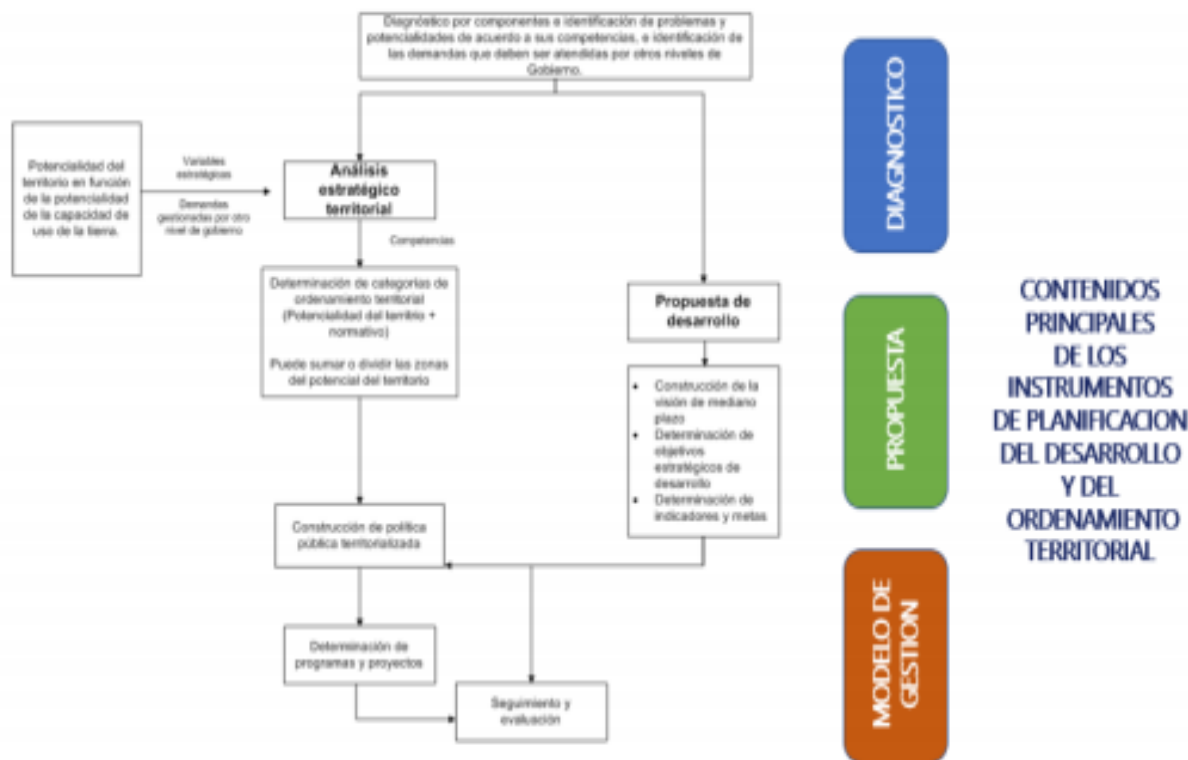 Diagnóstico por componentes e identificación de problemas y
potencialidades de acuerdo a sus competencias, e identificación de
las demandas que deben ser atendidas por otros niveles de
Gobierno.
Potencialidad del
territorio en función
de la potencialidad
de la capacidad de
uso de la tierra.
Variables
estratégicas
Demandas
gestionadas por otro
nivel de gobierno
Análisis
estratégico
territorial
Competencias
Determinación de categorías de
ordenamiento territorial
(Potencialidad del territrio +
normativo)
Puede sumar o dividir las zonas
del potencial del territorio
Propuesta de
desarrollo
• Construcción de la
visión de mediano
plazo
• Determinación de
objetivos
estratégicos de
desarrollo
• Determinación de
indicadores y metas
Construcción de política
pública territorializada
Determinación de
programas y proyectos
Seguimiento y
evaluación
DIAGNOSTICO
PROPUESTA
MODELO DE
GESTION
CONTENIDOS
PRINCIPALES
DE LOS
INSTRUMENTOS
DE PLANIFICACION
DEL DESARROLLO
Y DEL
ORDENAMIENTO
TERRITORIAL